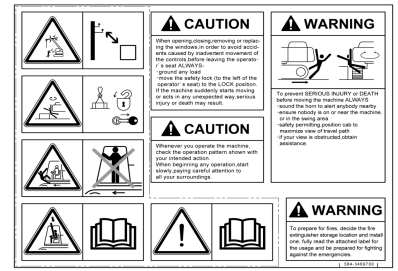 CAUTION
When opening,closing,removing or replac-
ing the windows,in order to avoid accid-
ents caused by inadvertent movement of
the controls,before leaving the operato-
r' s seat ALWAYS-
·ground any load
·move the safety lock (to the left of the
operator' s seat) to the LOCK position.
If the machine suddenly starts moving
or acts in any unexpected way,serious
injury or death may result.
CAUTION
Whenever you operate the machine,
check the operation pattern shown with
your intended action.
When beginning any operation,start
slowly,paying careful attention to
all your surroundings.
WARNING
To prevent SERIOUS INJURY or DEATH
before moving the machine ALWAYS
·sound the horn to alert anybody nearby
·ensure nobody is on or near the machine
or in the swing area
·safety permitting,position cab to
maximize view of travel path
·if your view is obstructed,obtain
assistance.
WARNING
To prepare for fires, decide the fire
extinguisher storage location and install
one, fully read the attached label for
the usage and be prepared for fighting
against the emergencies.